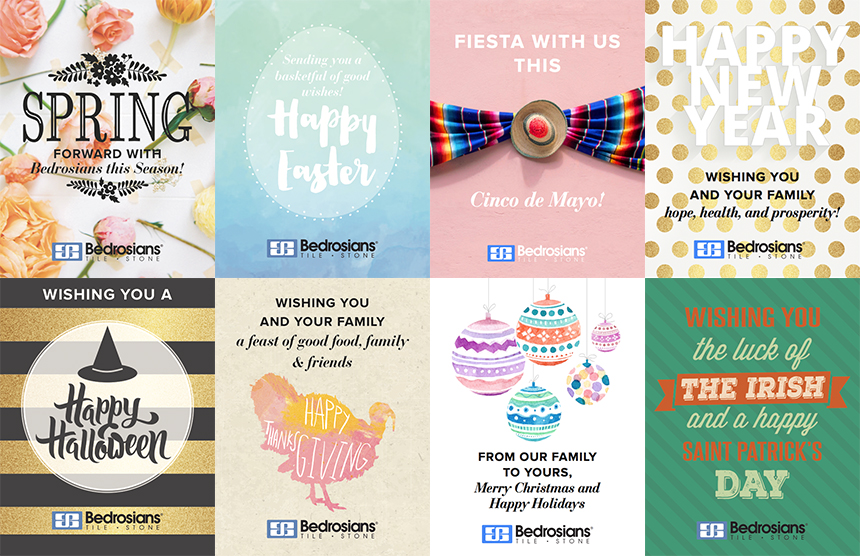 SPRING
FORWARD WITH
Bedrosians this Season!
Bedrosians®
TILE • STONE
Sending you a
basketful of good
wishes!
Happy
Easter
Bedrosians®
TILE • STONE
FIESTA WITH US
THIS
Cinco de Mayo!
Bedrosians®
TILE • STONE
HAPPY
NEW
YEAR
WISHING YOU
AND YOUR FAMILY
hope, health, and prosperity!
Bedrosians®
TILE • STONE
WISHING YOU A
Happy
Halloween
Bedrosians®
TILE • STONE
WISHING YOU
AND YOUR FAMILY
a feast of good food, family
& friends
HAPPY
THANKS
GIVING
Bedrosians®
TILE • STONE
FROM OUR FAMILY
TO YOURS,
Merry Christmas and
Happy Holidays
Bedrosians®
TILE • STONE
WISHING YOU
the luck of
THE IRISH
and a happy
SAINT PATRICK'S
DAY
Bedrosians®
TILE • STONE